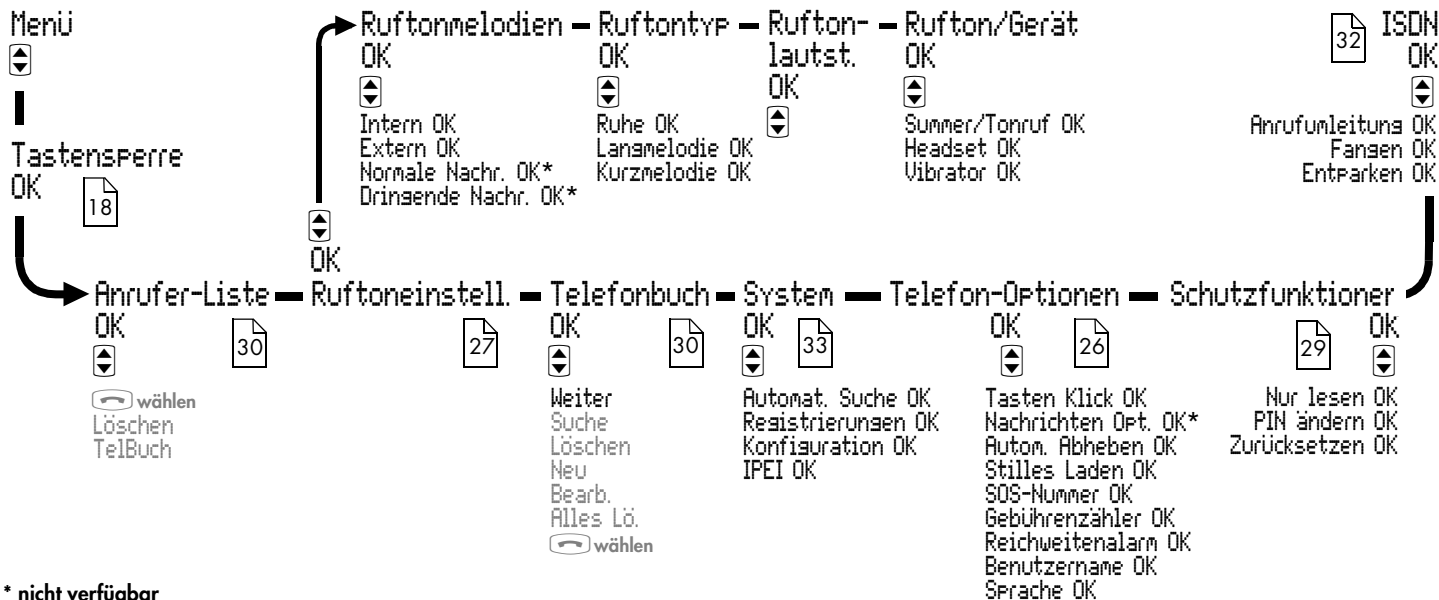 Menü
Tastensperre
OK
18
Ruftonmelodien
OK
Intern OK
Extern OK
Normale Nachr. OK*
Dringende Nachr. OK*
Ruftontyp
OK
Ruhe OK
Langmelodie OK
Kurzmelodie OK
Rufton-
lautst.
OK
Rufton/Gerät
OK
Summer/Tonruf OK
Headset OK
Vibrator OK
32
ISDN
OK
Anrufumleitung OK
Fangen OK
Entparken OK
OK
Anrufer-Liste
OK
30
wählen
Löschen
TelBuch
Ruftoneinstell.
27
Telefonbuch
OK
30
Weiter
Suche
Löschen
Neu
Bearb.
Alles Lö.
wählen
System
OK
33
Automat. Suche OK
Registrierungen OK
Konfiguration OK
IPEI OK
Telefon-Optionen
OK
26
Tasten Klick OK
Nachrichten Opt. OK*
Autom. Abheben OK
Stilles Laden OK
SOS-Nummer OK
Gebührenzähler OK
Reichweitenalarm OK
Benutzername OK
Sprache OK
Schutzfunktioner
OK
29
Nur lesen OK
PIN ändern OK
Zurücksetzen OK
* nicht verfügbar